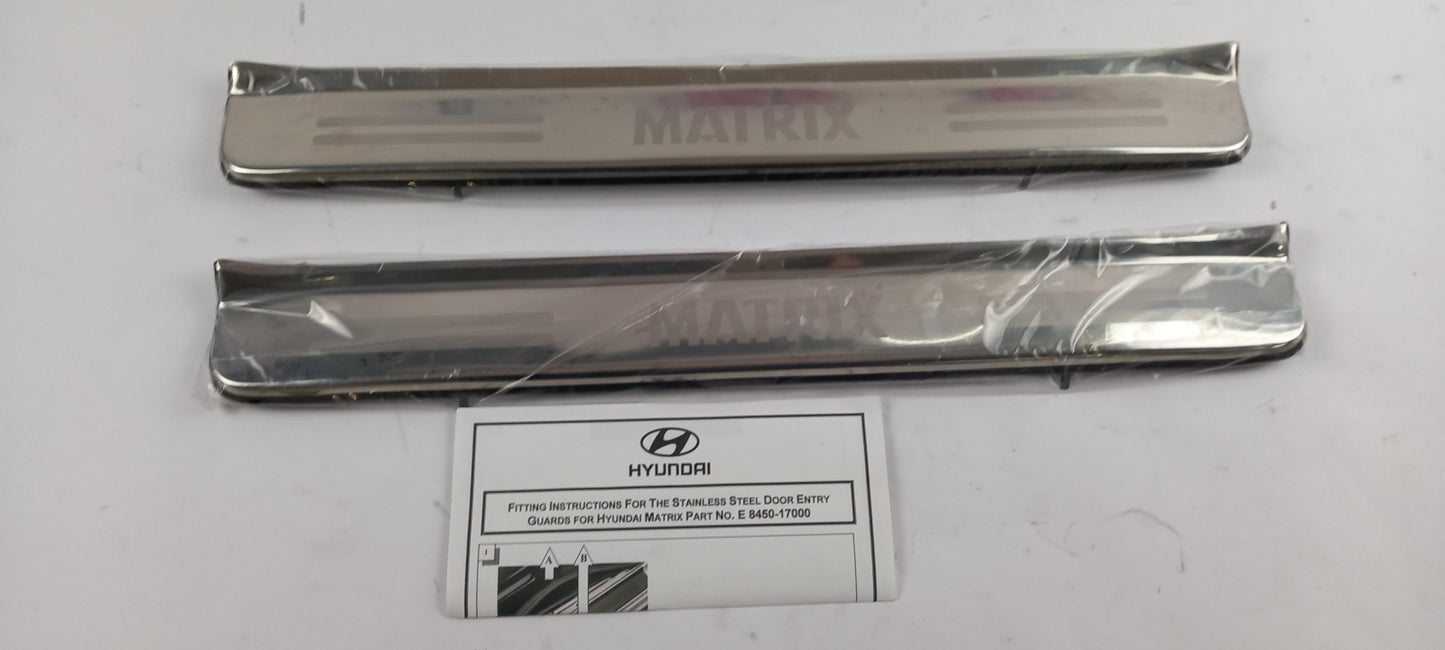 MATRIX
MATRIX
HYUNDAI
FITTING INSTRUCTIONS FOR THE STAINLESS STEEL DOOR ENTRY
GUARDS FOR HYUNDAI MATRIX PART NO. E 8450-17000
1
A B